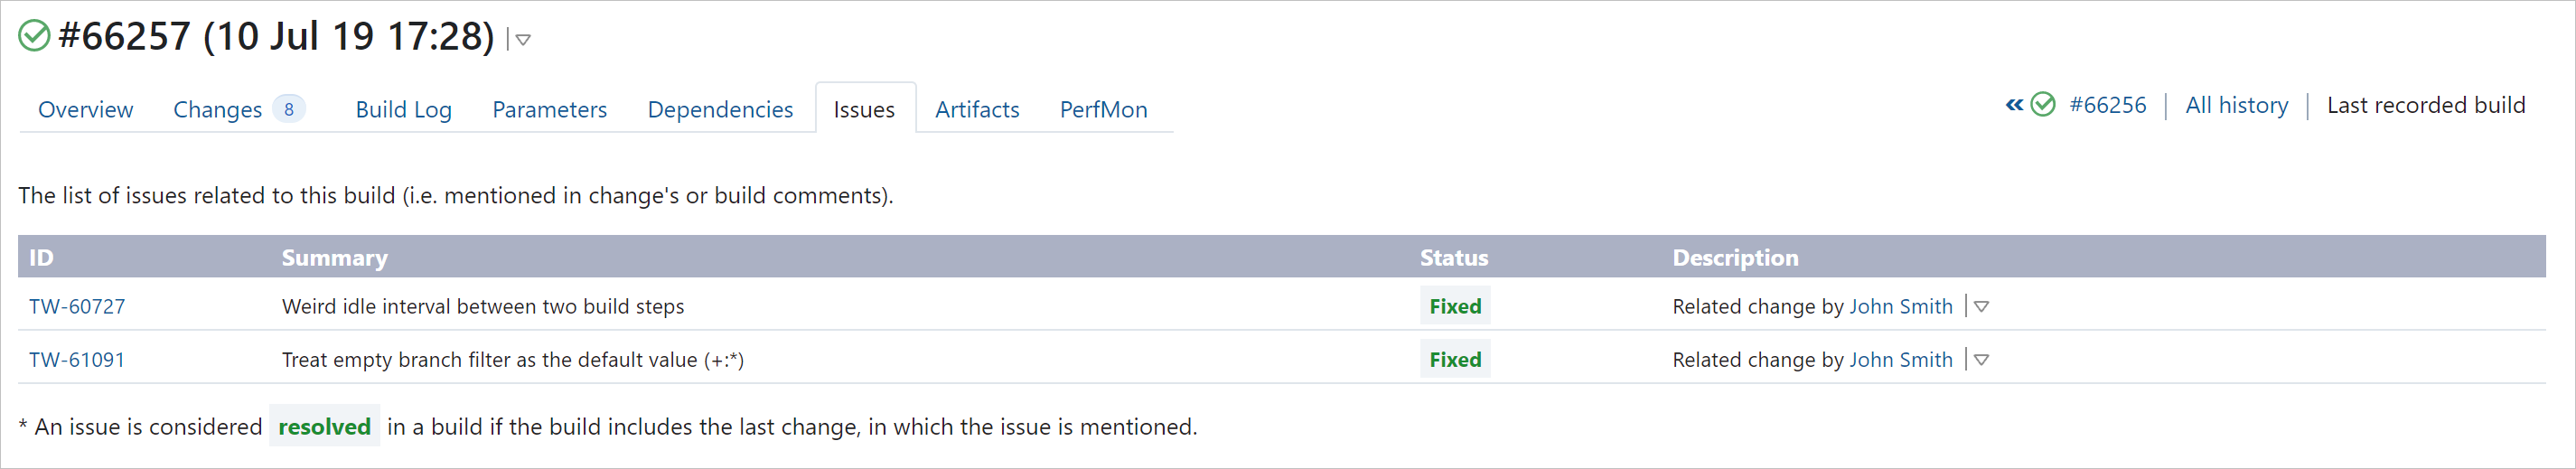 #66257 (10 Jul 19 17:28)
Overview Changes 8 Build Log Parameters Dependencies Issues Artifacts PerfMon « #66256 | All history | Last recorded build
The list of issues related to this build (i.e. mentioned in change's or build comments).
ID Summary Status Description
TW-60727 Weird idle interval between two build steps Fixed Related change by John Smith
TW-61091 Treat empty branch filter as the default value (+:*) Fixed Related change by John Smith
* An issue is considered resolved in a build if the build includes the last change, in which the issue is mentioned.